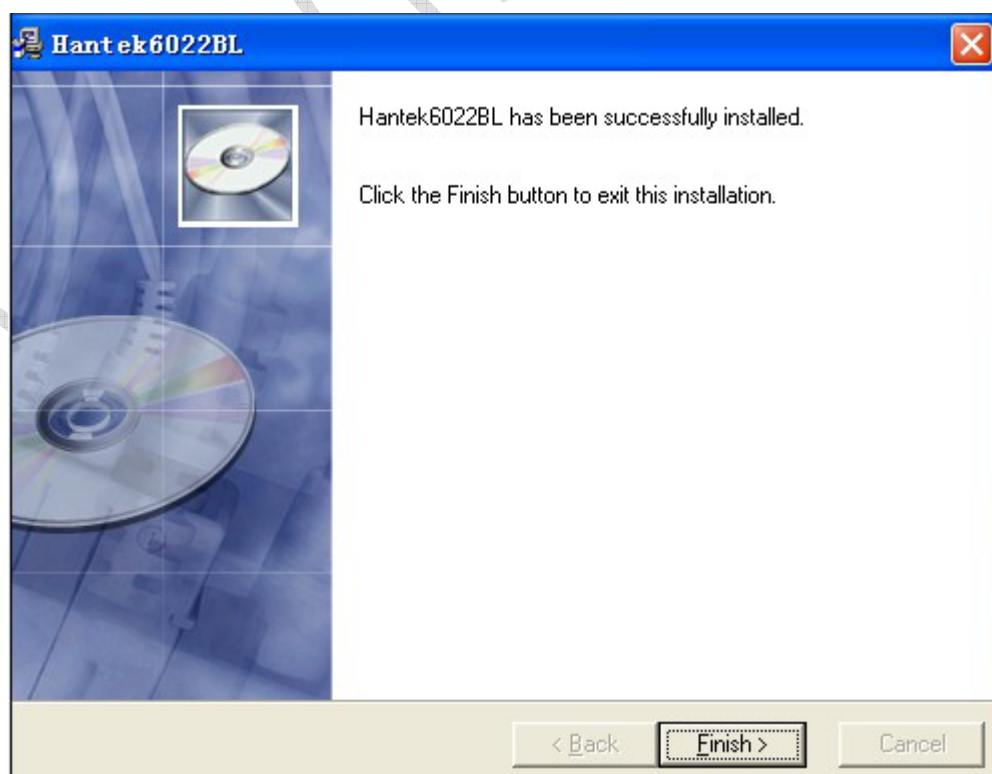 Hantek6022BL
Hantek6022BL has been successfully installed.
Click the Finish button to exit this installation.
< Back
Finish >
Cancel